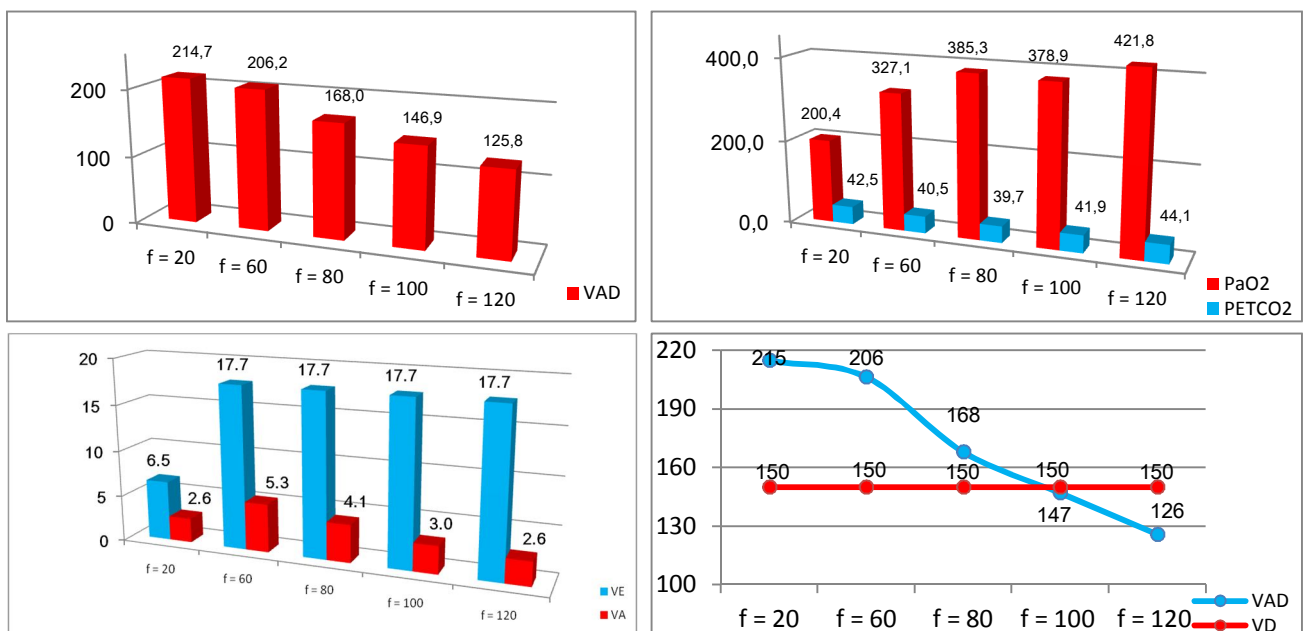 214,7
206,2
168,0
146,9
125,8
200
100
0
f = 20
f = 60
f = 80
f = 100
f = 120
VAD
400,0
200,0
0,0
200,4
327,1
385,3
378,9
421,8
42,5
40,5
39,7
41,9
44,1
f = 20
f = 60
f = 80
f = 100
f = 120
PaO2
PETCO2
20
15
10
5
0
6.5
17.7
17.7
17.7
17.7
2.6
5.3
4.1
3.0
2.6
f = 20
f = 60
f = 80
f = 100
f = 120
VE
VA
220
190
160
130
100
215
206
168
147
126
150
150
150
150
150
f = 20
f = 60
f = 80
f = 100
f = 120
VAD
VD